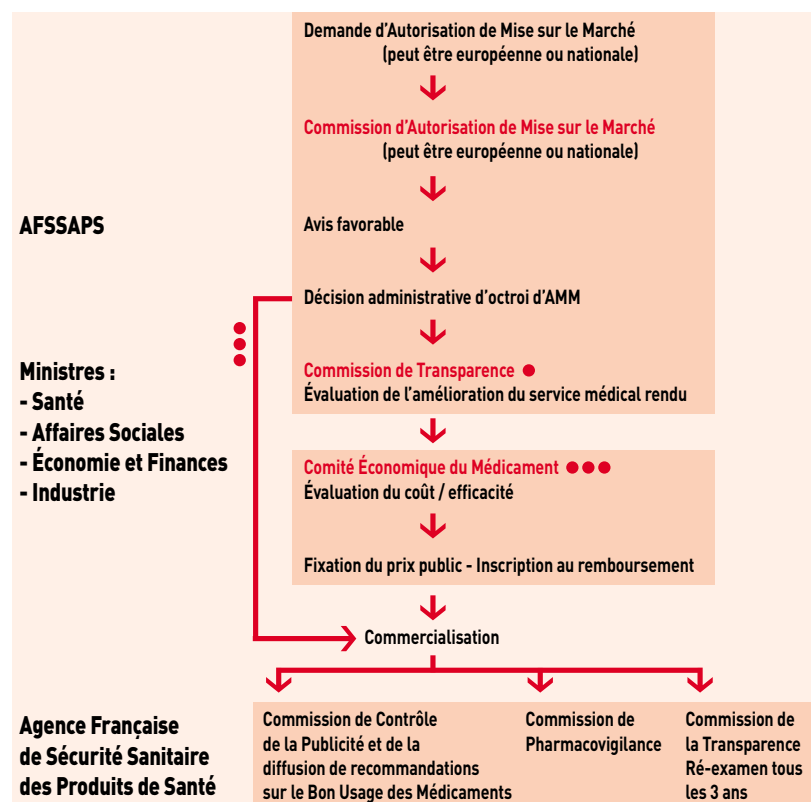 Demande d'Autorisation de Mise sur le Marché
(peut être européenne ou nationale)
Commission d'Autorisation de Mise sur le Marché
(peut être européenne ou nationale)
AFSSAPS
Avis favorable
Décision administrative d'octroi d'AMM
Ministres :
- Santé
- Affaires Sociales
- Économie et Finances
- Industrie
Commission de Transparence
Évaluation de l'amélioration du service médical rendu
Comité Économique du Médicament
Évaluation du coût / efficacité
Fixation du prix public - Inscription au remboursement
Commercialisation
Agence Française
de Sécurité Sanitaire
des Produits de Santé
Commission de Contrôle
de la Publicité et de la
diffusion de recommandations
sur le Bon Usage des Médicaments
Commission de
Pharmacovigilance
Commission de
la Transparence
Ré-examen tous
les 3 ans